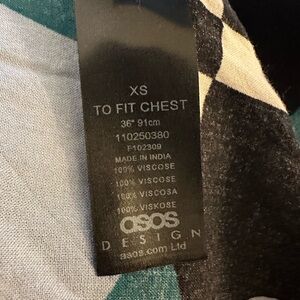 XS
TO FIT CHEST
36" 91cm
110250380
F102309
MADE IN INDIA
100% VISCOSE
100% VISCOSE
100% VISCOSA
100% VISKOSE
asos
DESIGN
asos.com Ltd